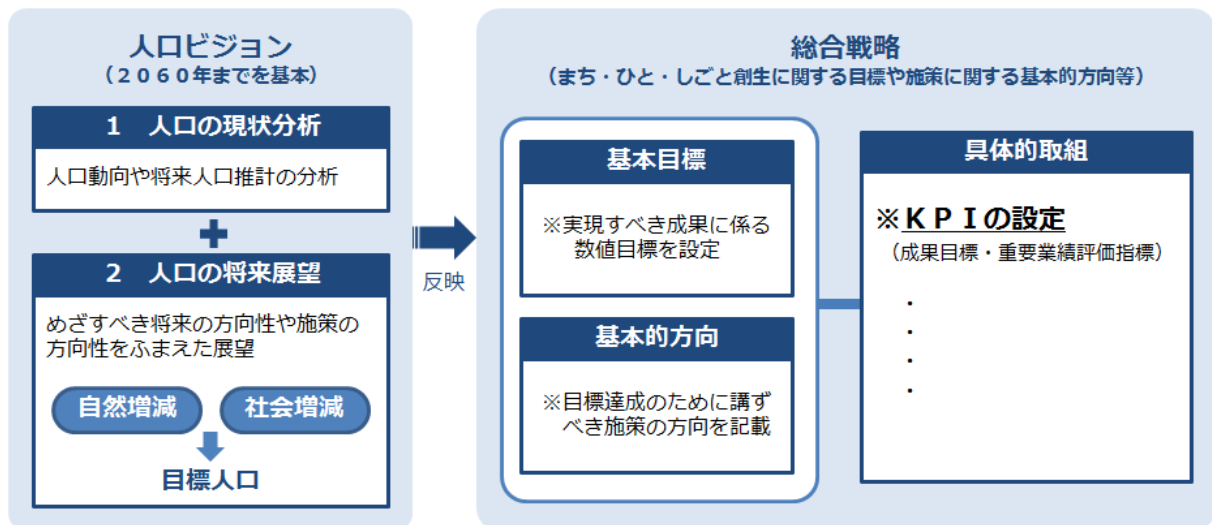 人口ビジョン
（２０６０年までを基本）
1　人口の現状分析
人口動向や将来人口推計の分析
2　人口の将来展望
めざすべき将来の方向性や施策の
方向性をふまえた展望
自然増減
社会増減
目標人口
反映
総合戦略
（まち・ひと・しごと創生に関する目標や施策に関する基本的方向等）
基本目標
※実現すべき成果に係る
数値目標を設定
基本的方向
※目標達成のために講ず
べき施策の方向を記載
具体的取組
※ＫＰＩの設定
（成果目標・重要業績評価指標）
・
・
・
・